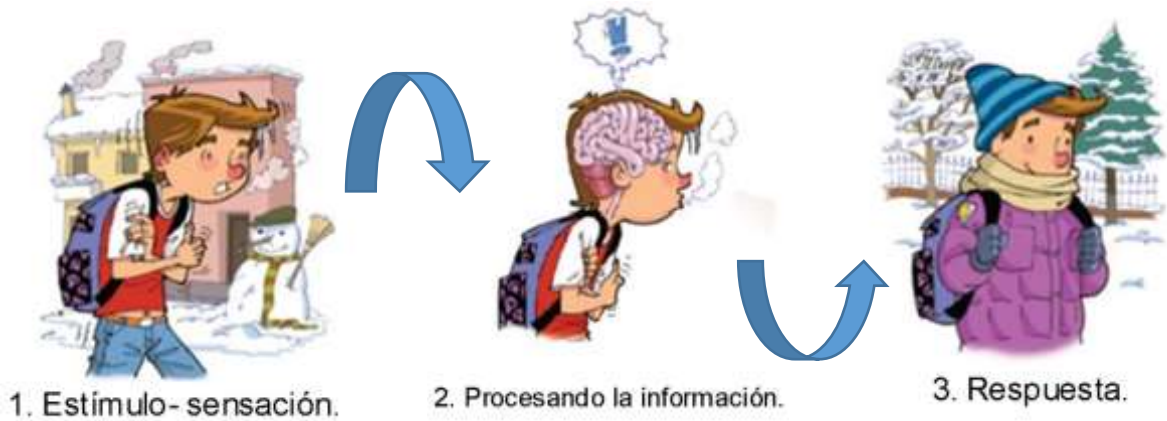 1. Estímulo- sensación.
2. Procesando la información.
3. Respuesta.